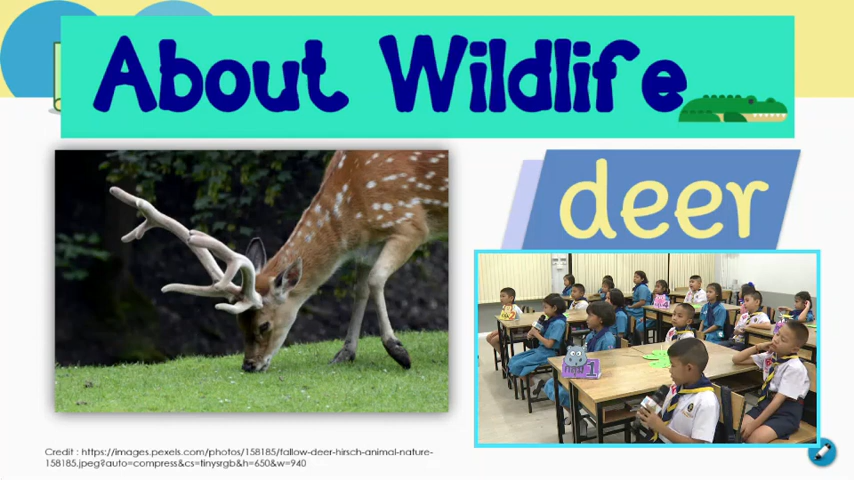 About Wildlife
deer
Credit : https://images.pexels.com/photos/158185/fallow-deer-hirsch-animal-nature-
158185.jpeg?auto=compress&cs=tinysrgb&h=650&w=940